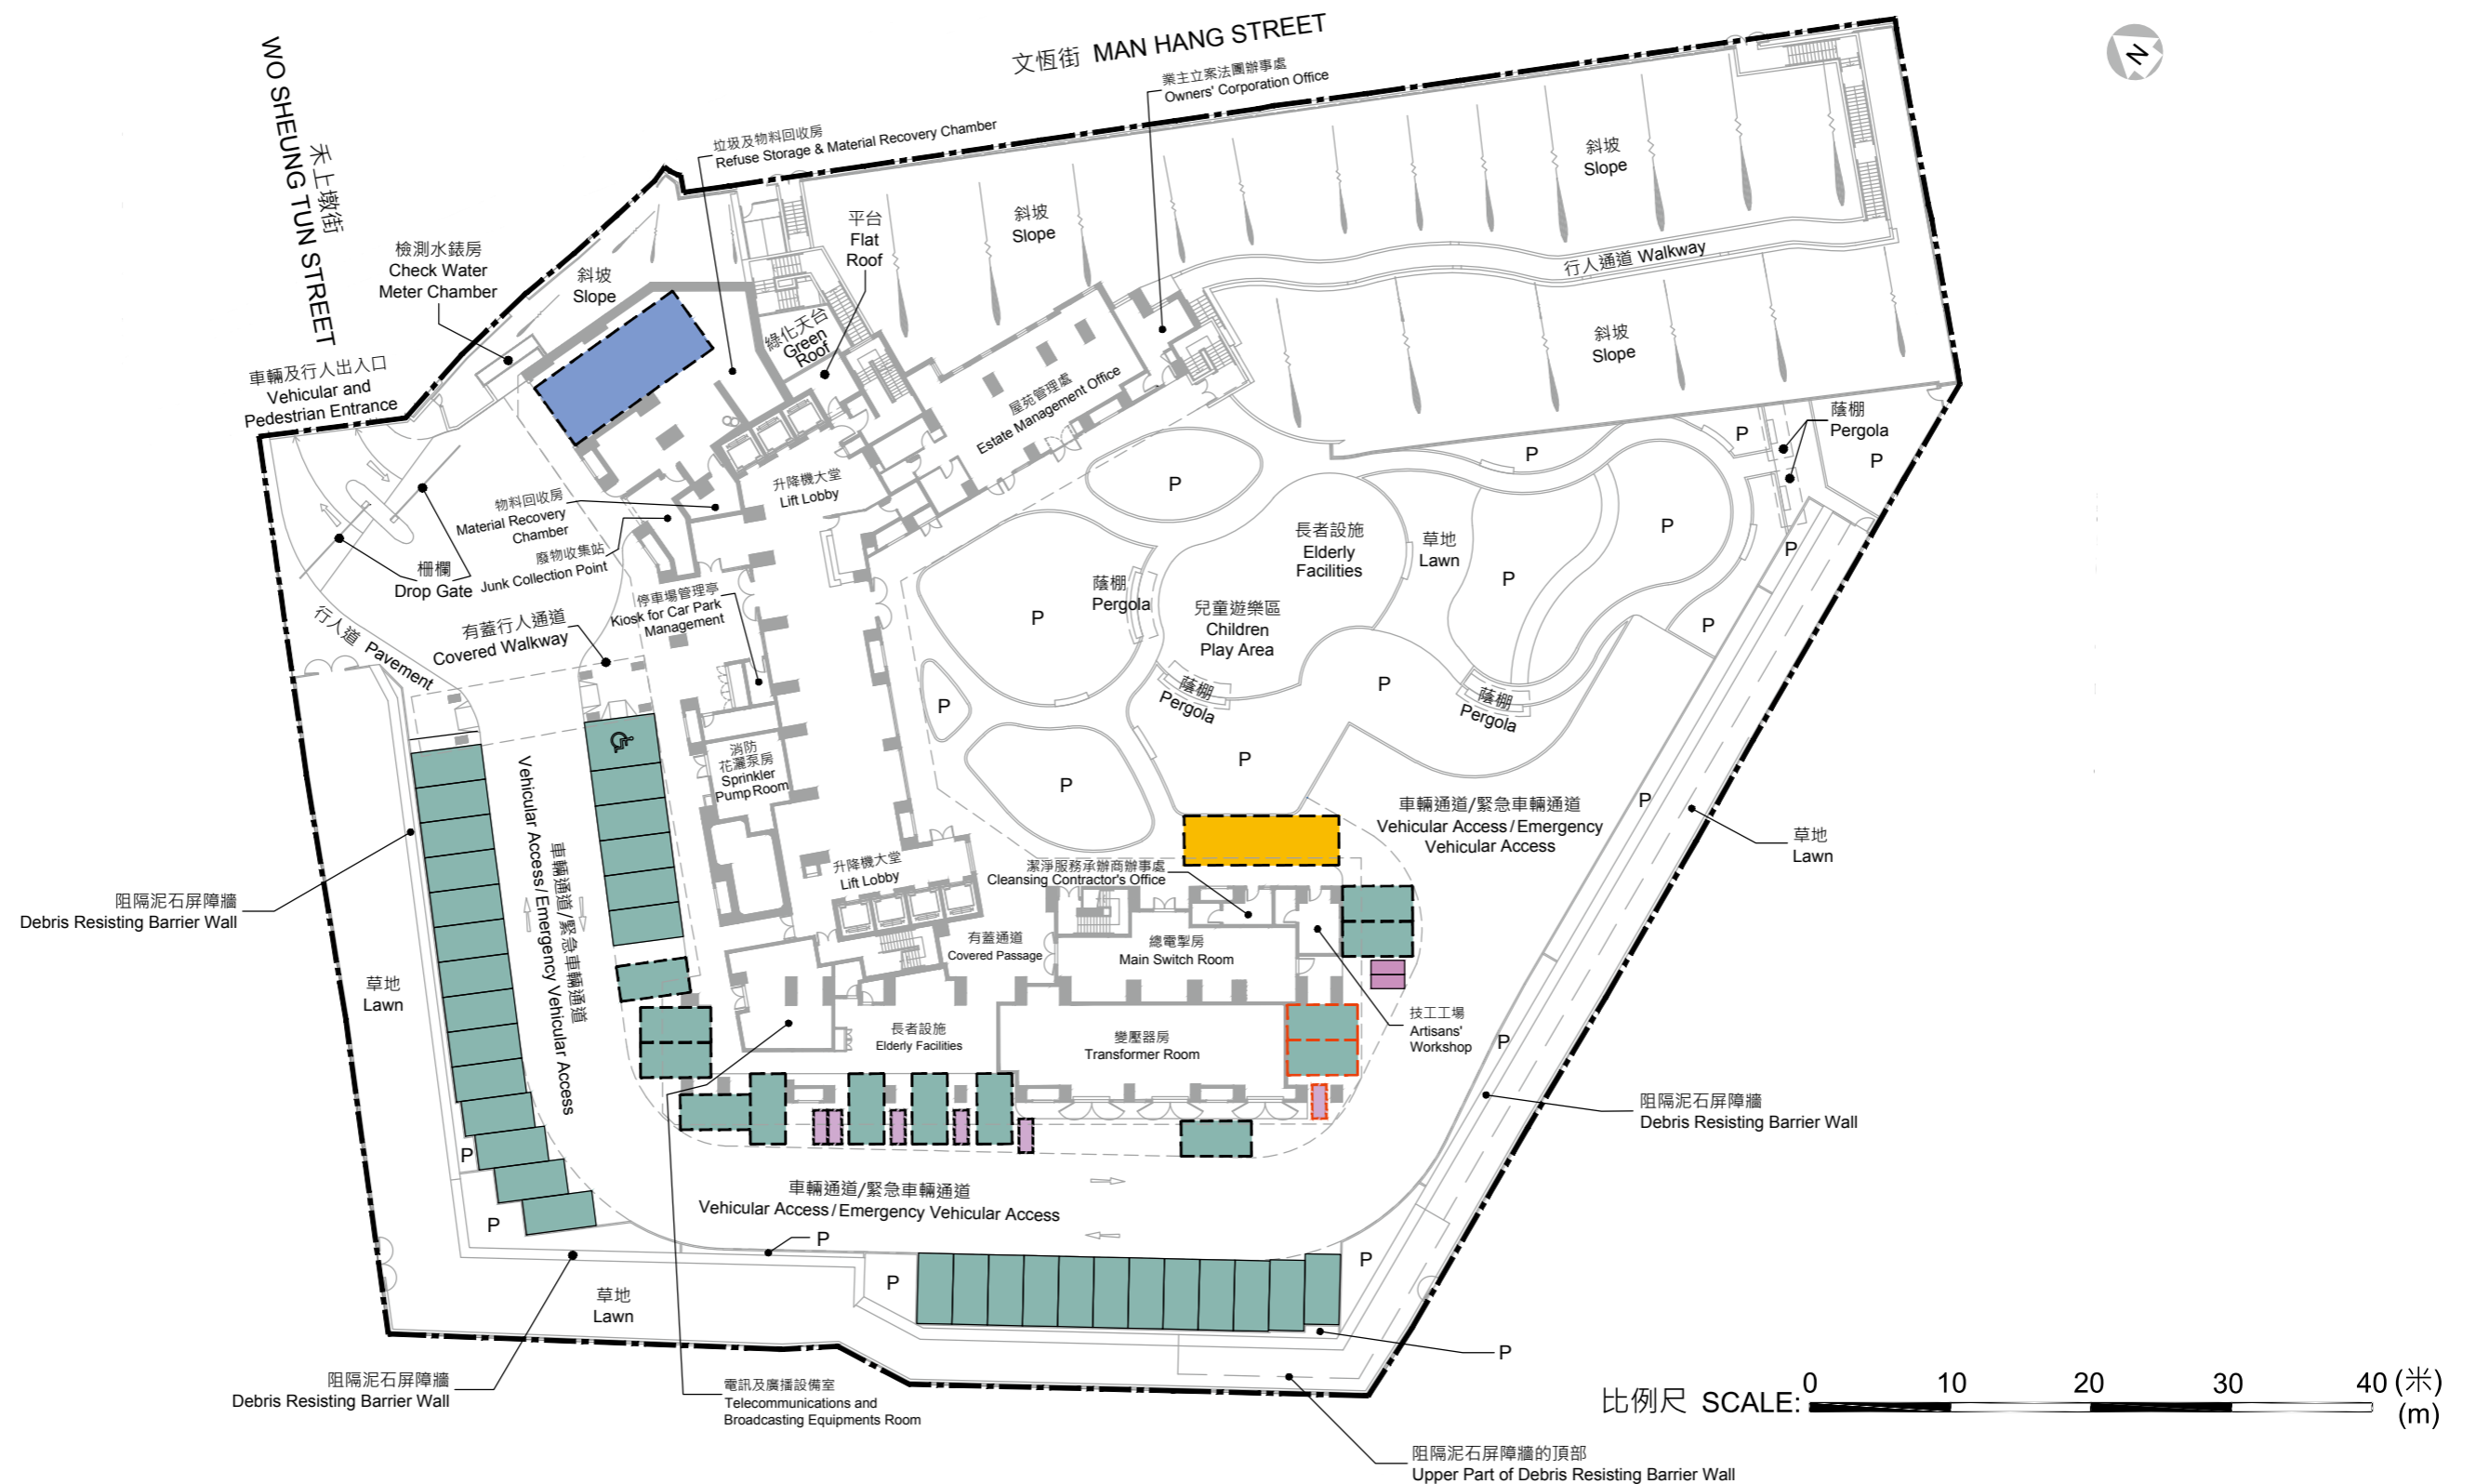 文恆街 MAN HANG STREET
禾上墩街
WO SHEUNG TUN STREET
N
業主立案法團辦事處
Owners' Corporation Office
垃圾及物料回收房
Refuse Storage & Material Recovery Chamber
斜坡
Slope
斜坡
Slope
平台
Flat
Roof
檢測水錶房
Check Water
Meter Chamber
斜坡
Slope
行人通道 Walkway
綠化天台
Green
Roof
斜坡
Slope
車輛及行人出入口
Vehicular and
Pedestrian Entrance
屋苑管理處
Estate Management Office
蔭棚
Pergola
P
P
P
P
升降機大堂
Lift Lobby
物料回收房
Material Recovery
Chamber
長者設施
Elderly
Facilities
草地
Lawn
P
P
P
廢物收集站
Junk Collection Point
柵欄
Drop Gate
蔭棚
Pergola
停車場管理亭
Kiosk for Car Park
Management
兒童遊樂區
Children
Play Area
P
P
行人道 Pavement
有蓋行人通道
Covered Walkway
蔭棚
Pergola
P
蔭棚
Pergola
P
消防
花灑泵房
Sprinkler
Pump Room
P
P
車輛通道/緊急車輛通道
Vehicular Access/Emergency Vehicular Access
車輛通道/緊急車輛通道
Vehicular Access/Emergency
Vehicular Access
P
草地
Lawn
升降機大堂
Lift Lobby
潔淨服務承辦商辦事處
Cleansing Contractor's Office
阻隔泥石屏障牆
Debris Resisting Barrier Wall
有蓋通道
Covered Passage
總電掣房
Main Switch Room
草地
Lawn
技工工場
Artisans'
Workshop
長者設施
Elderly Facilities
變壓器房
Transformer Room
P
阻隔泥石屏障牆
Debris Resisting Barrier Wall
P
車輛通道/緊急車輛通道
Vehicular Access/Emergency Vehicular Access
P
P
P
P
草地
Lawn
P
阻隔泥石屏障牆
Debris Resisting Barrier Wall
電訊及廣播設備室
Telecommunications and
Broadcasting Equipments Room
比例尺 SCALE: 0 10 20 30 40 (米)
(m)
阻隔泥石屏障牆的頂部
Upper Part of Debris Resisting Barrier Wall